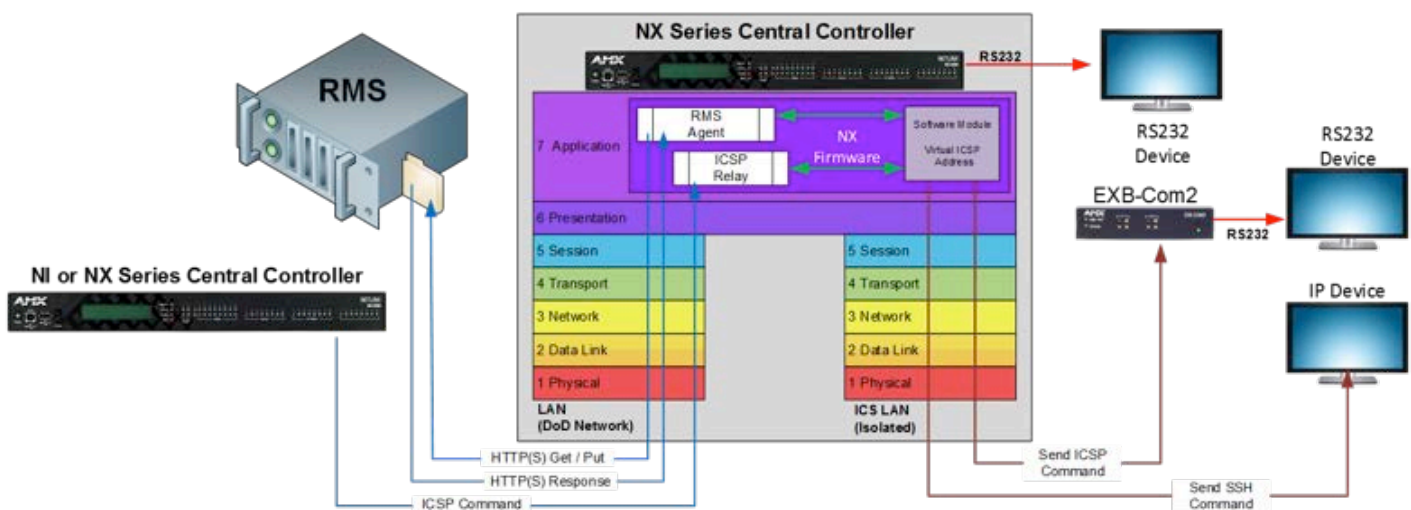 NX Series Central Controller
AMX
RS232
RMS
RS232
Device
RS232
Device
RMS
Agent
7 Application
NX
Firmware
Software Module
Virtual ICSP
Address
ICSP
Relay
EXB-Com2
AMX
RS232
6 Presentation
5 Session
5 Session
NI or NX Series Central Controller
AMX
4 Transport
4 Transport
IP Device
3 Network
3 Network
2 Data Link
2 Data Link
1 Physical
1 Physical
LAN
(DoD Network)
ICS LAN
(Isolated)
HTTP(S) Get / Put
HTTP(S) Response
ICSP Command
Send ICSP
Command
Send SSH
Command